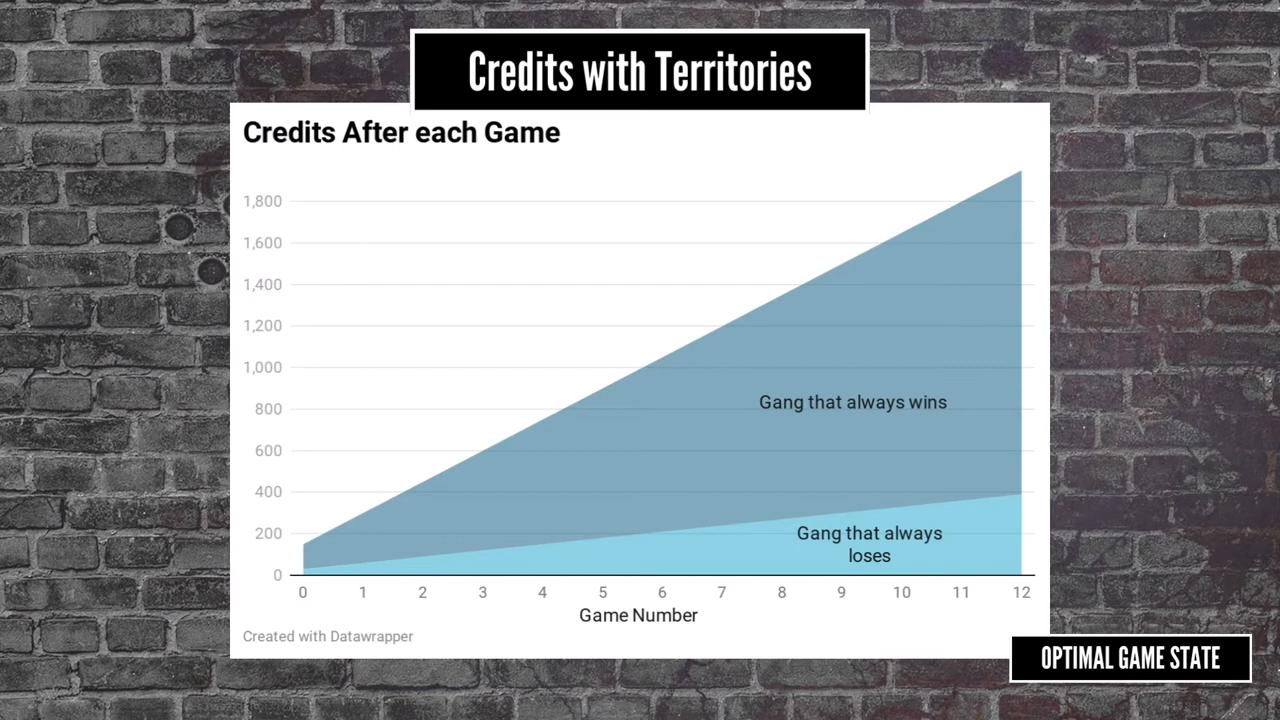 Credits with Territories
Credits After each Game
1,800
1,600
1,400
1,200
1,000
800
600
400
200
0
Gang that always wins
Gang that always
loses
0 1 2 3 4 5 6 7 8 9 10 11 12
Game Number
Created with Datawrapper
OPTIMAL GAME STATE